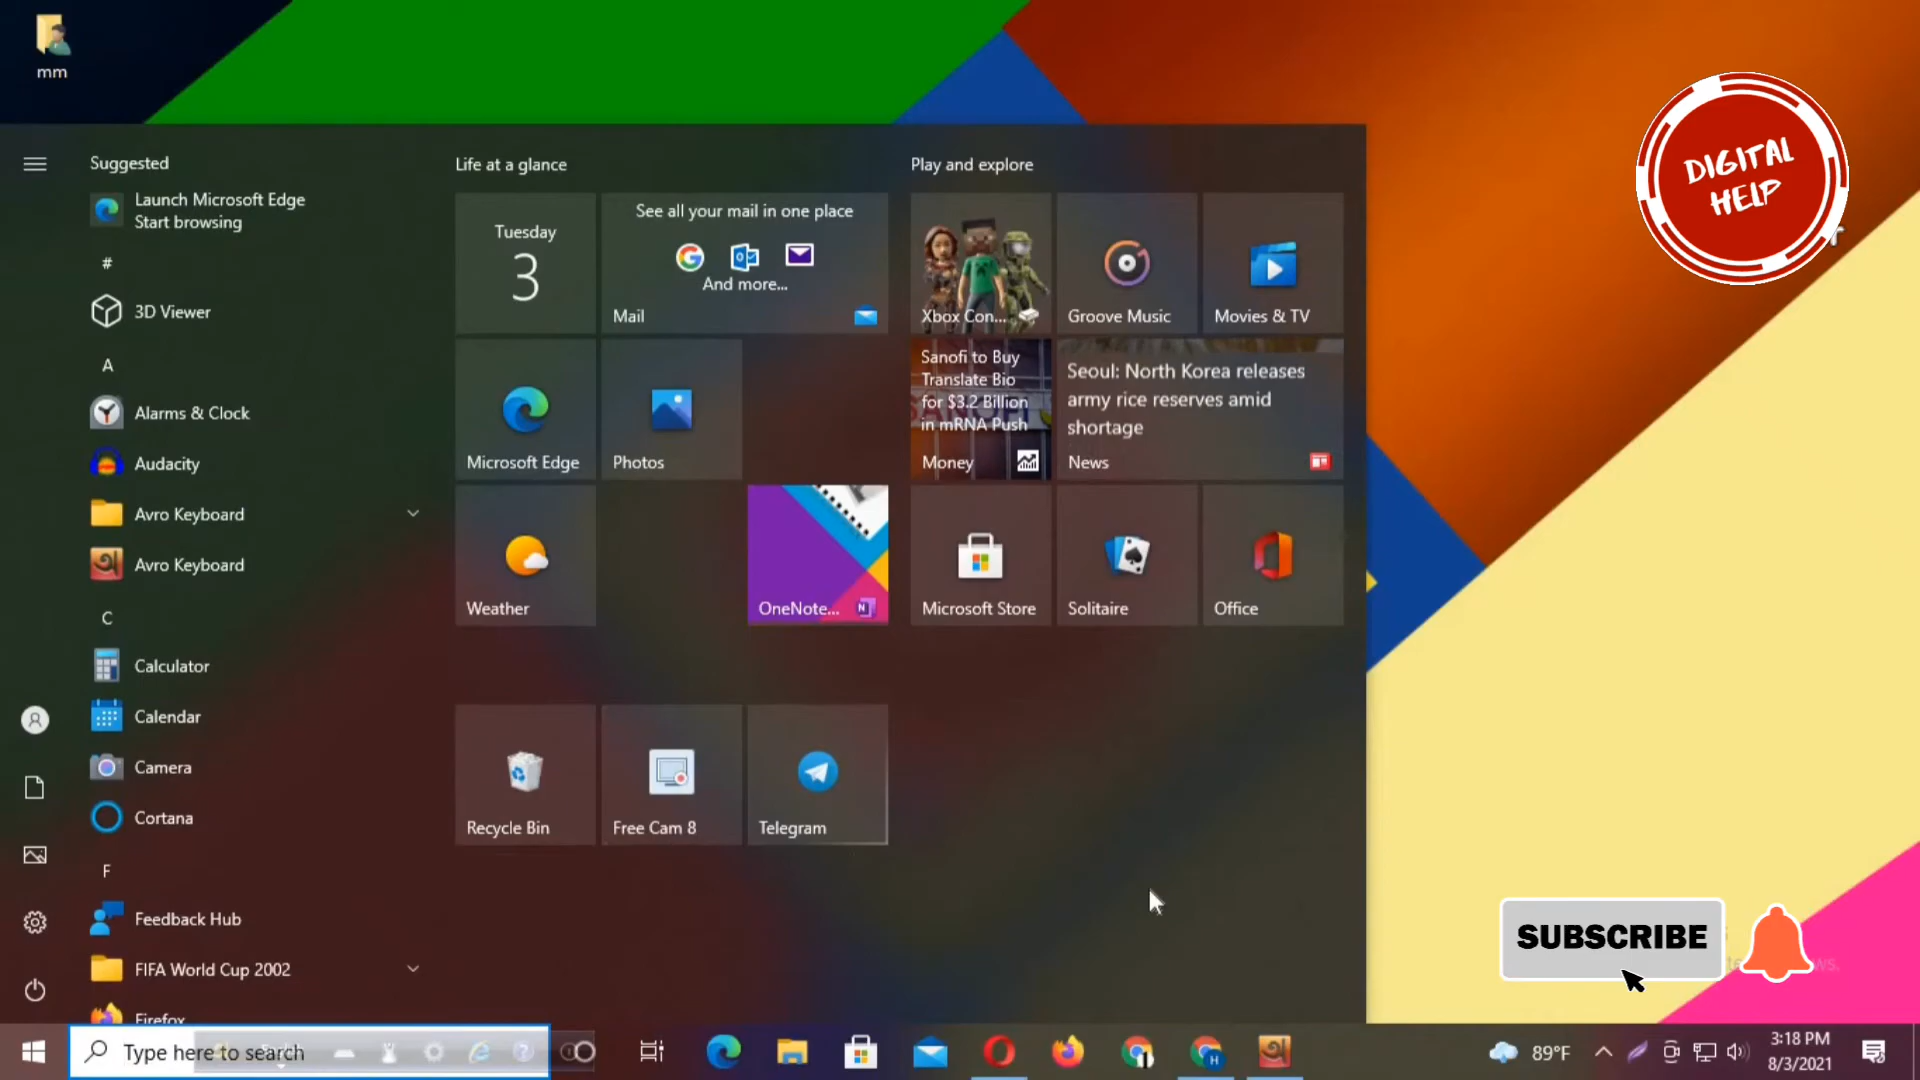 mm
Suggested
Launch Microsoft Edge
Start browsing
#
3D Viewer
A
Alarms & Clock
Audacity
Avro Keyboard
Avro Keyboard
C
Calculator
Calendar
Camera
Cortana
F
Feedback Hub
FIFA World Cup 2002
Firefox
Life at a glance
Tuesday
3
See all your mail in one place
And more...
Mail
Microsoft Edge
Photos
Weather
OneNote...
Recycle Bin
Free Cam 8
Telegram
Play and explore
Xbox Con...
Groove Music
Movies & TV
Sanofi to Buy
Translate Bio
for $3.2 Billion
in mRNA Push
Money
Seoul: North Korea releases
army rice reserves amid
shortage
News
Microsoft Store
Solitaire
Office
DIGITAL
HELP
SUBSCRIBE
Type here to search
89°F
3:18 PM
8/3/2021